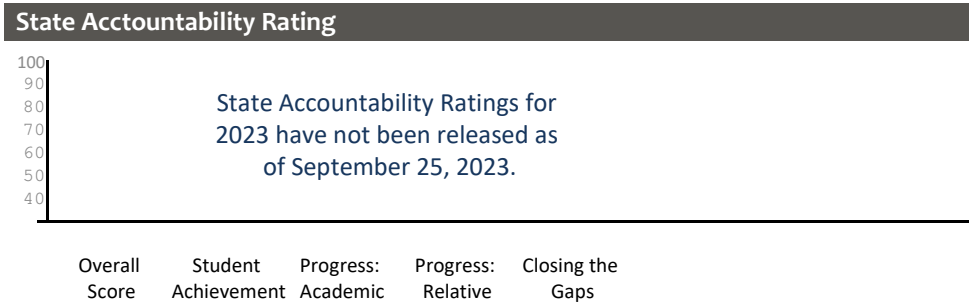 State Acctountability Rating
100
90
80
70
60
50
40
State Accountability Ratings for
2023 have not been released as
of September 25, 2023.
Overall Score
Student Achievement
Progress: Academic
Progress: Relative
Closing the Gaps